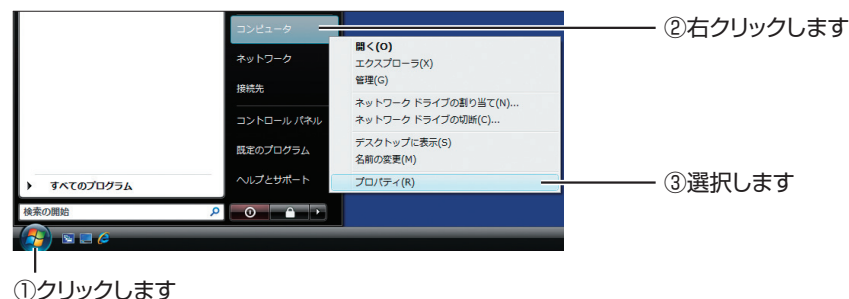 コンピュータ
ネットワーク
接続先
コントロール パネル
既定のプログラム
ヘルプとサポート
すべてのプログラム
検索の開始
開く(O)
エクスプローラ(X)
管理(G)
ネットワーク ドライブの割り当て(N)...
ネットワーク ドライブの切断(C)...
デスクトップに表示(S)
名前の変更(M)
プロパティ(R)
②右クリックします
③選択します
①クリックします